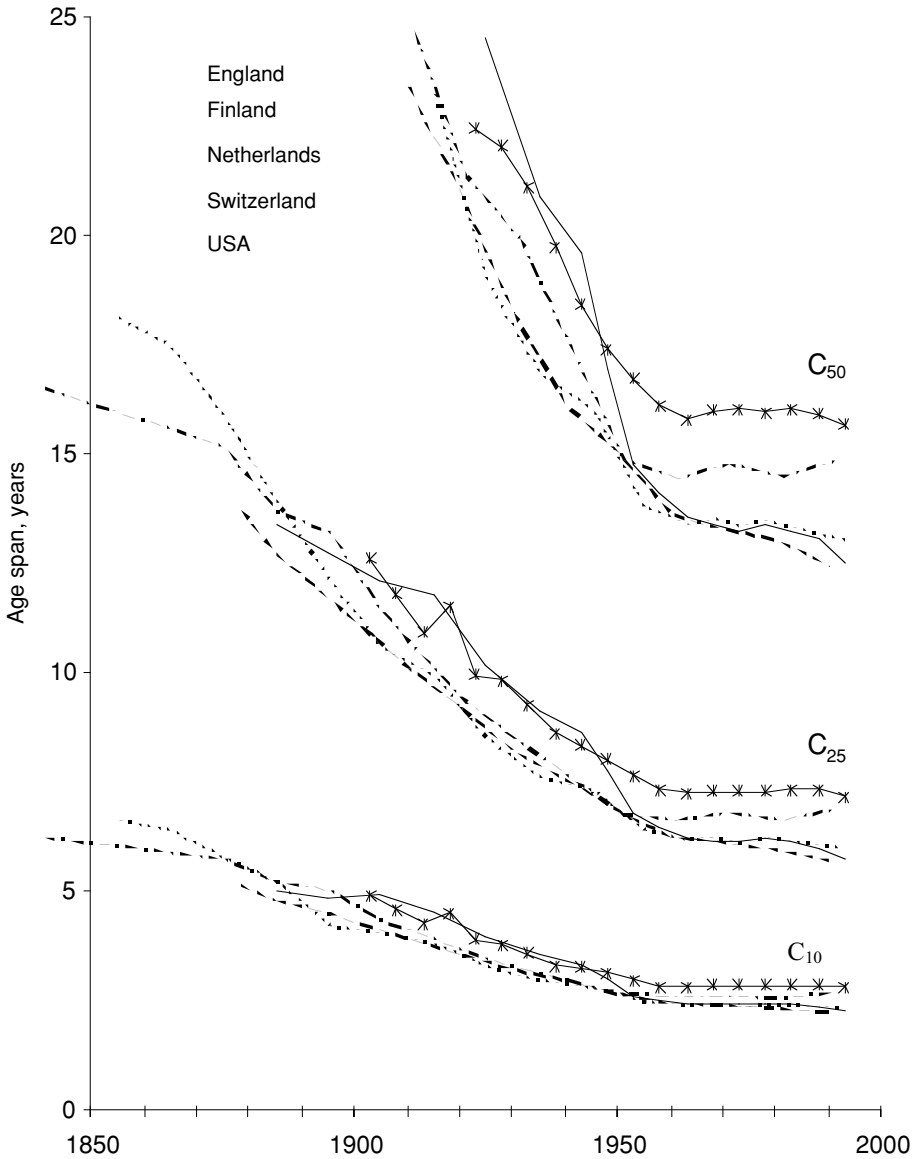 25
England
Finland
Netherlands
Switzerland
20
USA
C50
15
Age span, years
10
C25
5
C10
0
1850 1900 1950 2000